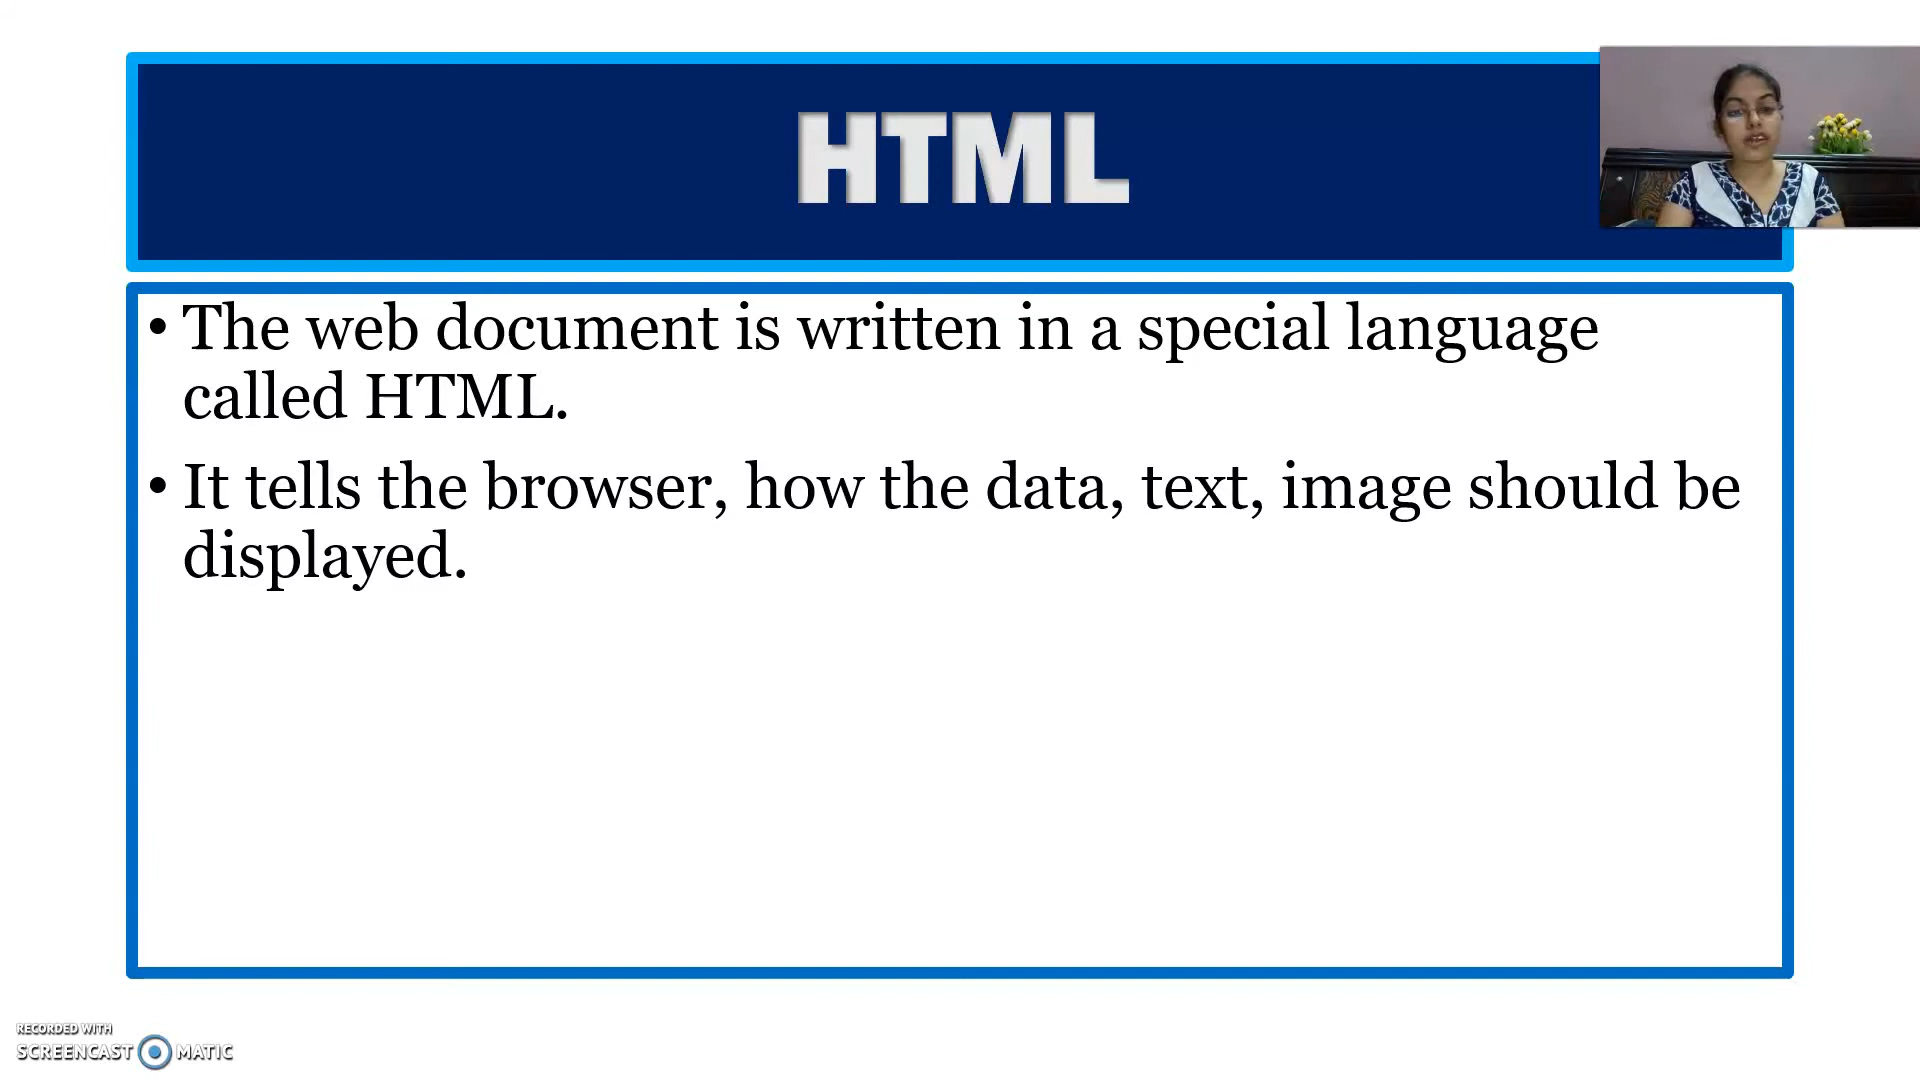 HTML
• The web document is written in a special language
called HTML.
• It tells the browser, how the data, text, image should be
displayed.
RECORDED WITH
SCREENCAST MATIC